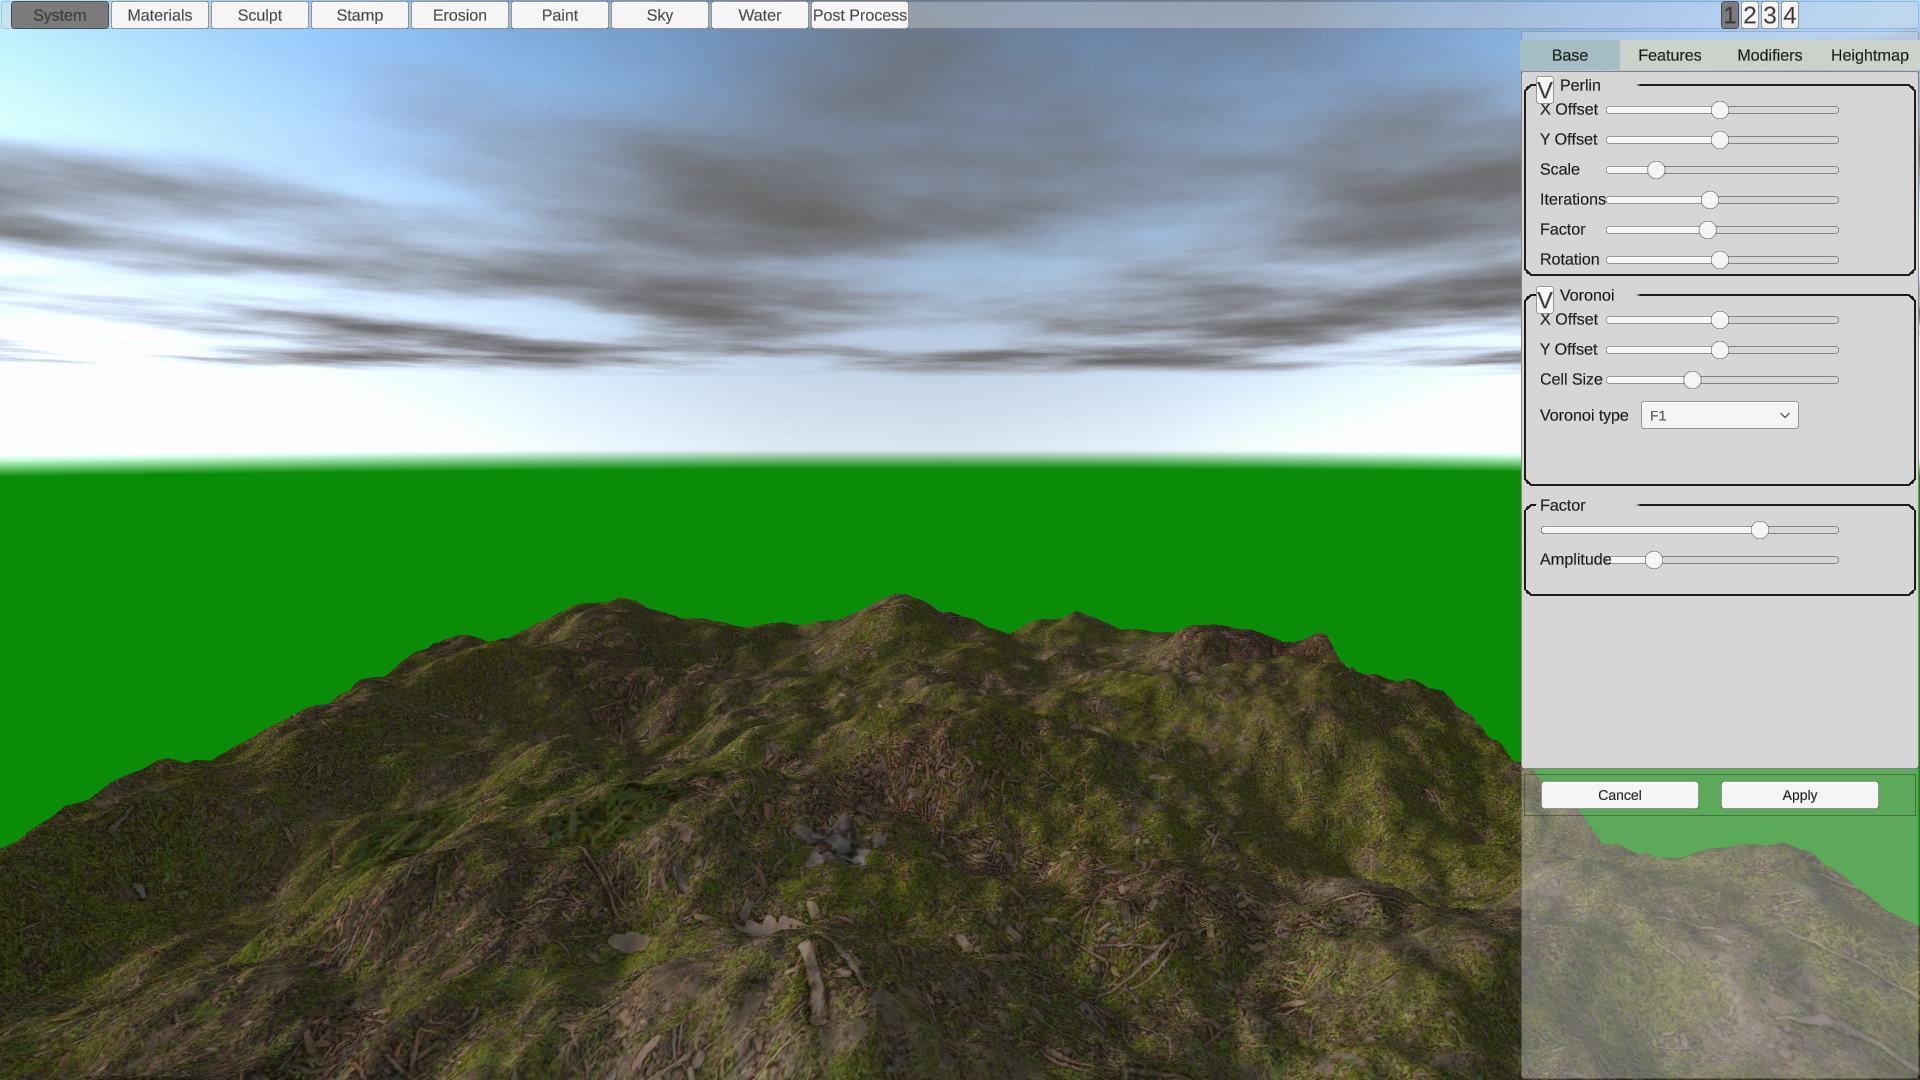 System Materials Sculpt Stamp Erosion Paint Sky Water Post Process 1 2 3 4
Base Features Modifiers Heightmap
V Perlin
X Offset
Y Offset
Scale
Iterations
Factor
Rotation
V Voronoi
X Offset
Y Offset
Cell Size
Voronoi type F1
Factor
Amplitude
Cancel Apply